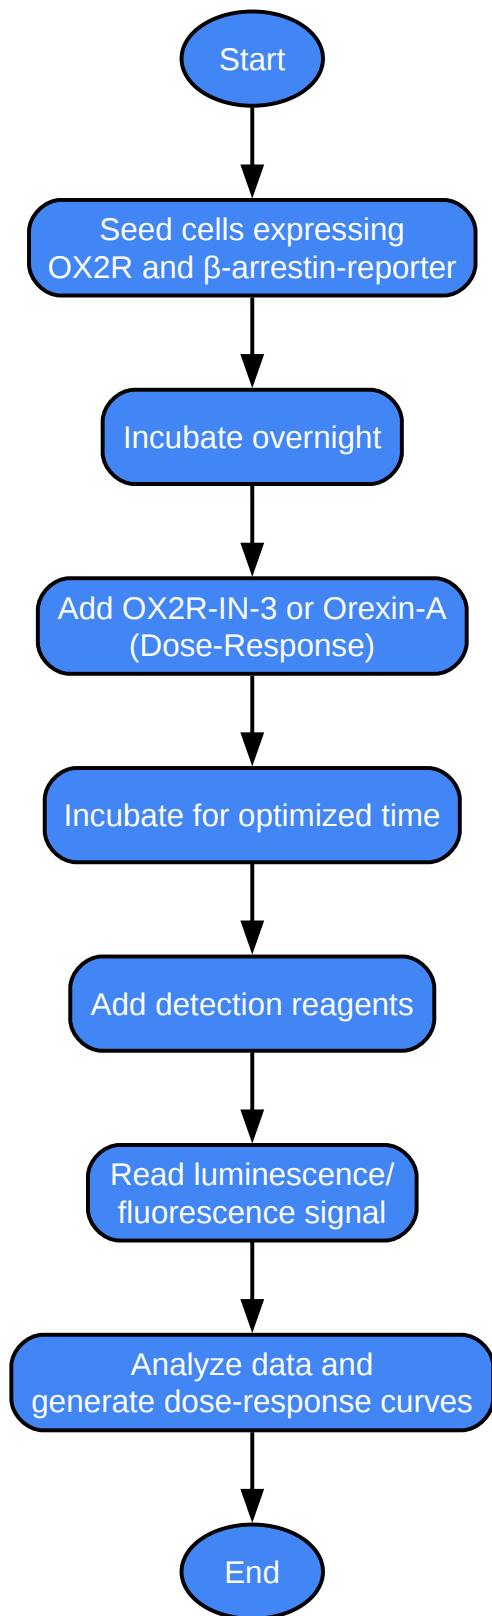 Start
Seed cells expressing
OX2R and β-arrestin-reporter
Incubate overnight
Add OX2R-IN-3 or Orexin-A
(Dose-Response)
Incubate for optimized time
Add detection reagents
Read luminescence/
fluorescence signal
Analyze data and
generate dose-response curves
End